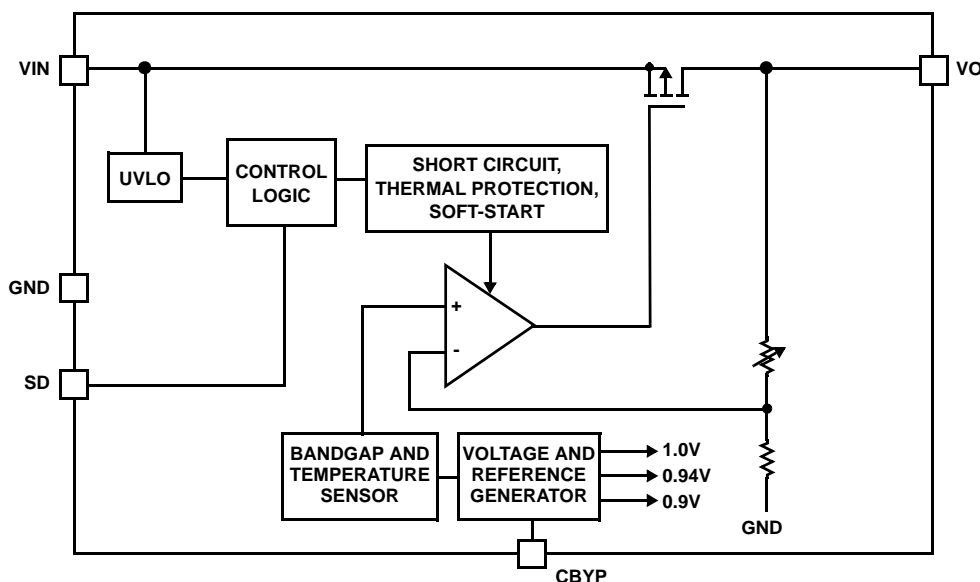 VIN
VO
UVLO
CONTROL
LOGIC
SHORT CIRCUIT,
THERMAL PROTECTION,
SOFT-START
GND
+
-
SD
BANDGAP AND
TEMPERATURE
SENSOR
VOLTAGE AND
REFERENCE
GENERATOR
1.0V
0.94V
0.9V
GND
CBYP